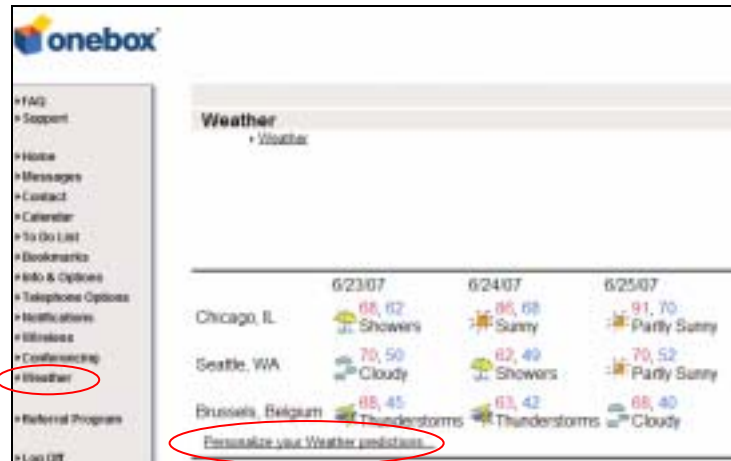 onebox
FAQ
Support
Home
Messages
Contact
Calendar
To Do List
Bookmarks
Info & Options
Telephone Options
Notifications
Wireless
Conferencing
Weather
Referral Program
Log Off
Weather
Weather
6/23/07 6/24/07 6/25/07
Chicago, IL 68, 62 Showers 86, 68 Sunny 91, 70 Partly Sunny
Seattle, WA 70, 50 Cloudy 62, 49 Showers 70, 52 Partly Sunny
Brussels, Belgium 68, 45 Thunderstorms 63, 42 Thunderstorms 68, 40 Cloudy
Personalize your Weather predictions...